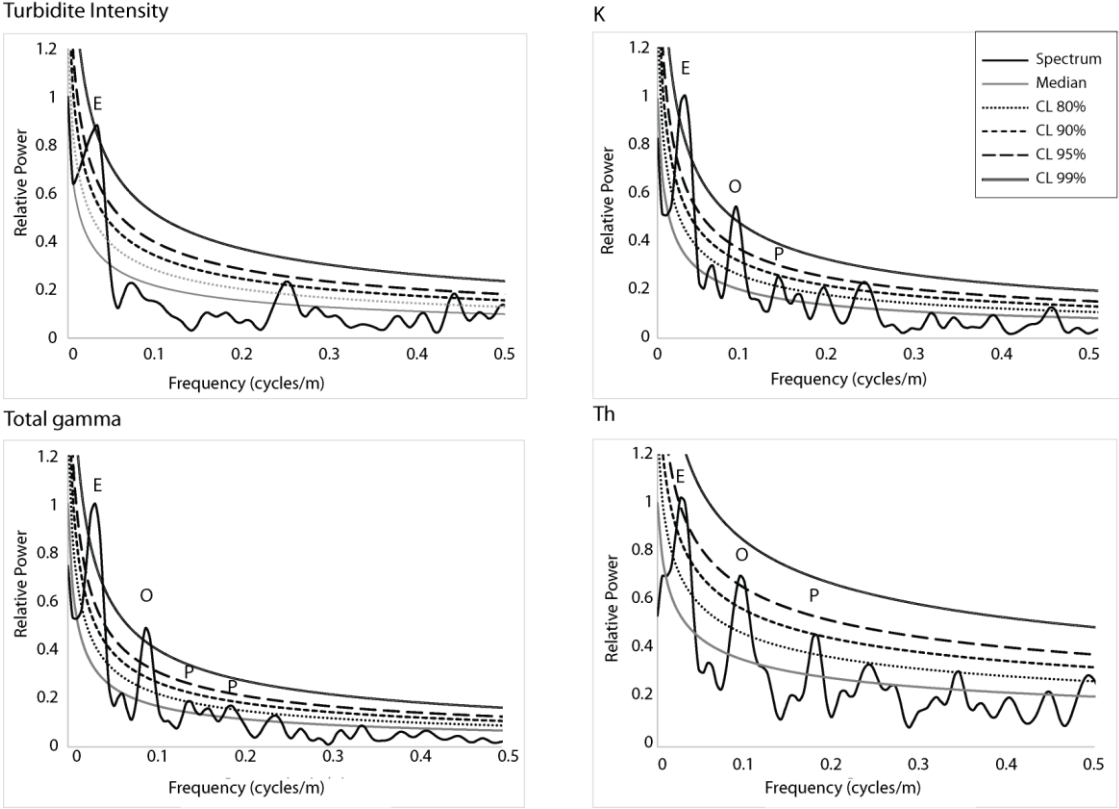 Turbidite Intensity
1.2
1
0.8
0.6
0.4
0.2
0
Relative Power
E
0 0.1 0.2 0.3 0.4 0.5
Frequency (cycles/m)
K
1.2
1
0.8
0.6
0.4
0.2
0
Relative Power
E
O
P
0 0.1 0.2 0.3 0.4 0.5
Frequency (cycles/m)
Spectrum
Median
CL 80%
CL 90%
CL 95%
CL 99%
Total gamma
1.2
1
0.8
0.6
0.4
0.2
0
Relative Power
E
O
P P
0 0.1 0.2 0.3 0.4 0.5
Frequency (cycles/m)
Th
1.2
1
0.8
0.6
0.4
0.2
0
Relative Power
E
O
P
0 0.1 0.2 0.3 0.4 0.5
Frequency (cycles/m)